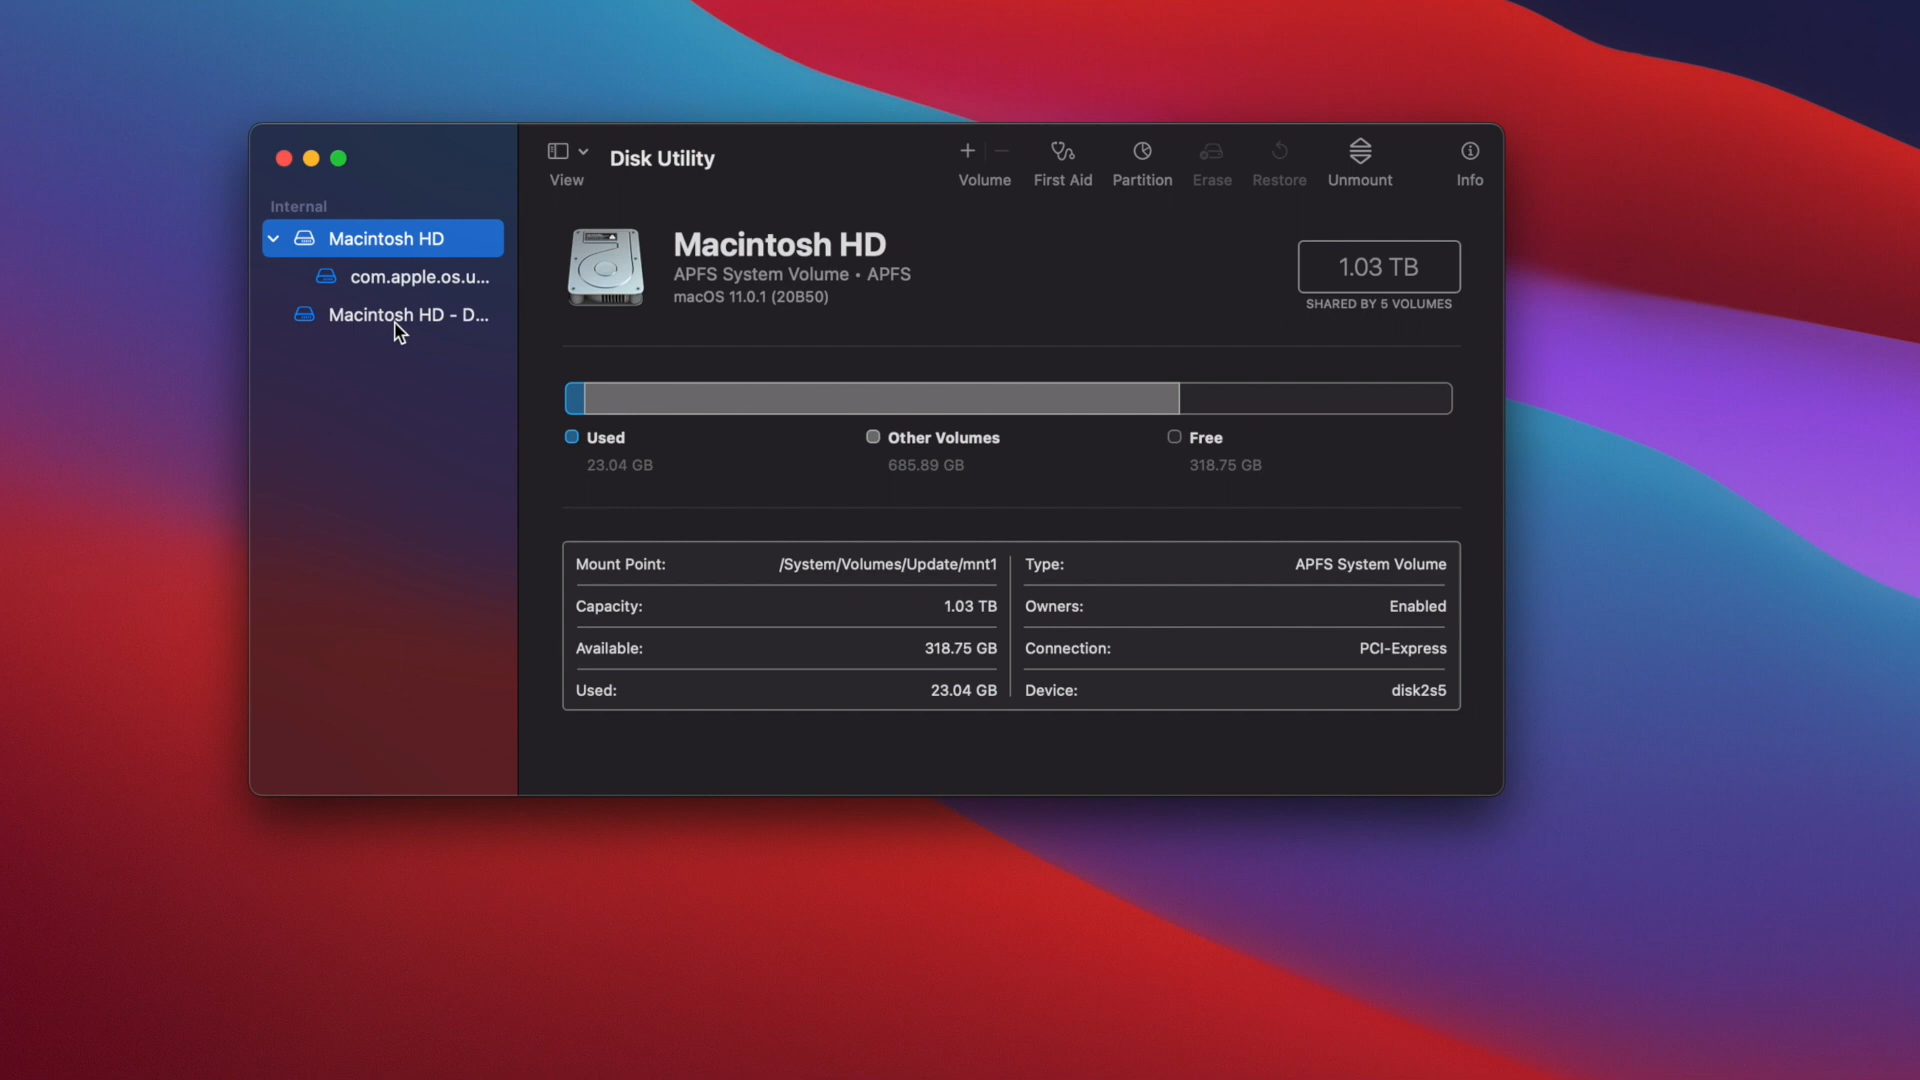 Internal
Macintosh HD
com.apple.os.u...
Macintosh HD - D...
View
Disk Utility
Volume
First Aid
Partition
Erase
Restore
Unmount
Info
Macintosh HD
APFS System Volume • APFS
macOS 11.0.1 (20B50)
1.03 TB
SHARED BY 5 VOLUMES
Used
23.04 GB
Other Volumes
685.89 GB
Free
318.75 GB
Mount Point: /System/Volumes/Update/mnt1
Capacity: 1.03 TB
Available: 318.75 GB
Used: 23.04 GB
Type: APFS System Volume
Owners: Enabled
Connection: PCI-Express
Device: disk2s5